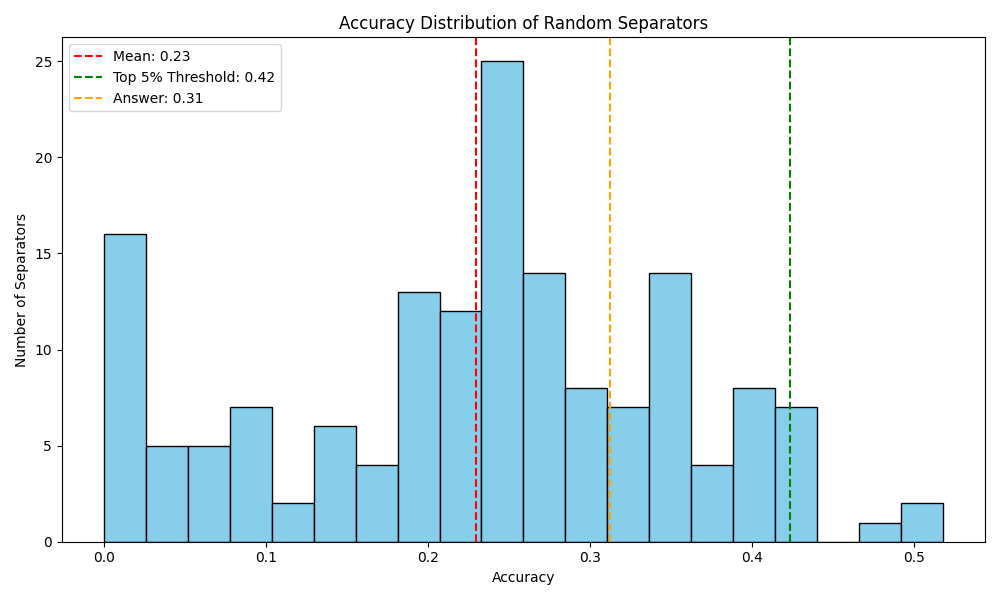 Accuracy Distribution of Random Separators
Mean: 0.23
Top 5% Threshold: 0.42
Answer: 0.31
25
20
15
10
5
0
Number of Separators
0.0 0.1 0.2 0.3 0.4 0.5
Accuracy